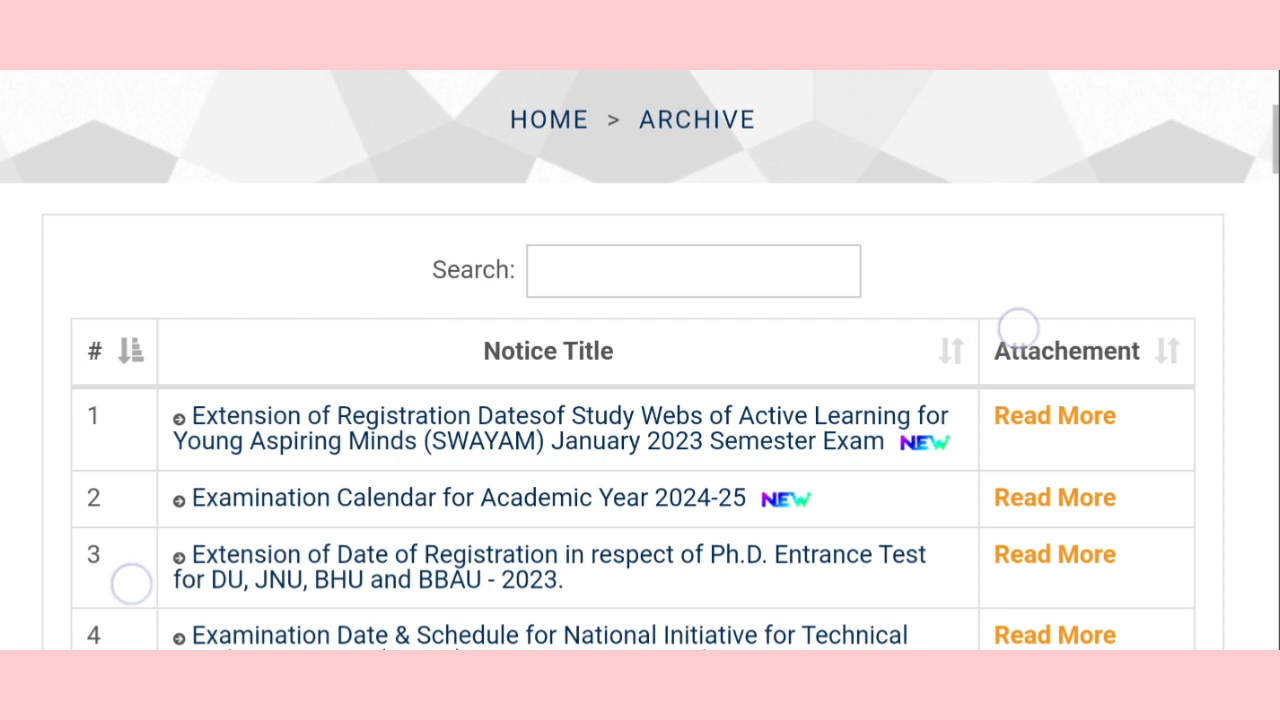 HOME > ARCHIVE
Search:
# Notice Title Attachement
1 Extension of Registration Datesof Study Webs of Active Learning for Read More
Young Aspiring Minds (SWAYAM) January 2023 Semester Exam NEW
2 Examination Calendar for Academic Year 2024-25 NEW Read More
3 Extension of Date of Registration in respect of Ph.D. Entrance Test Read More
for DU, JNU, BHU and BBAU - 2023.
4 Examination Date & Schedule for National Initiative for Technical Read More